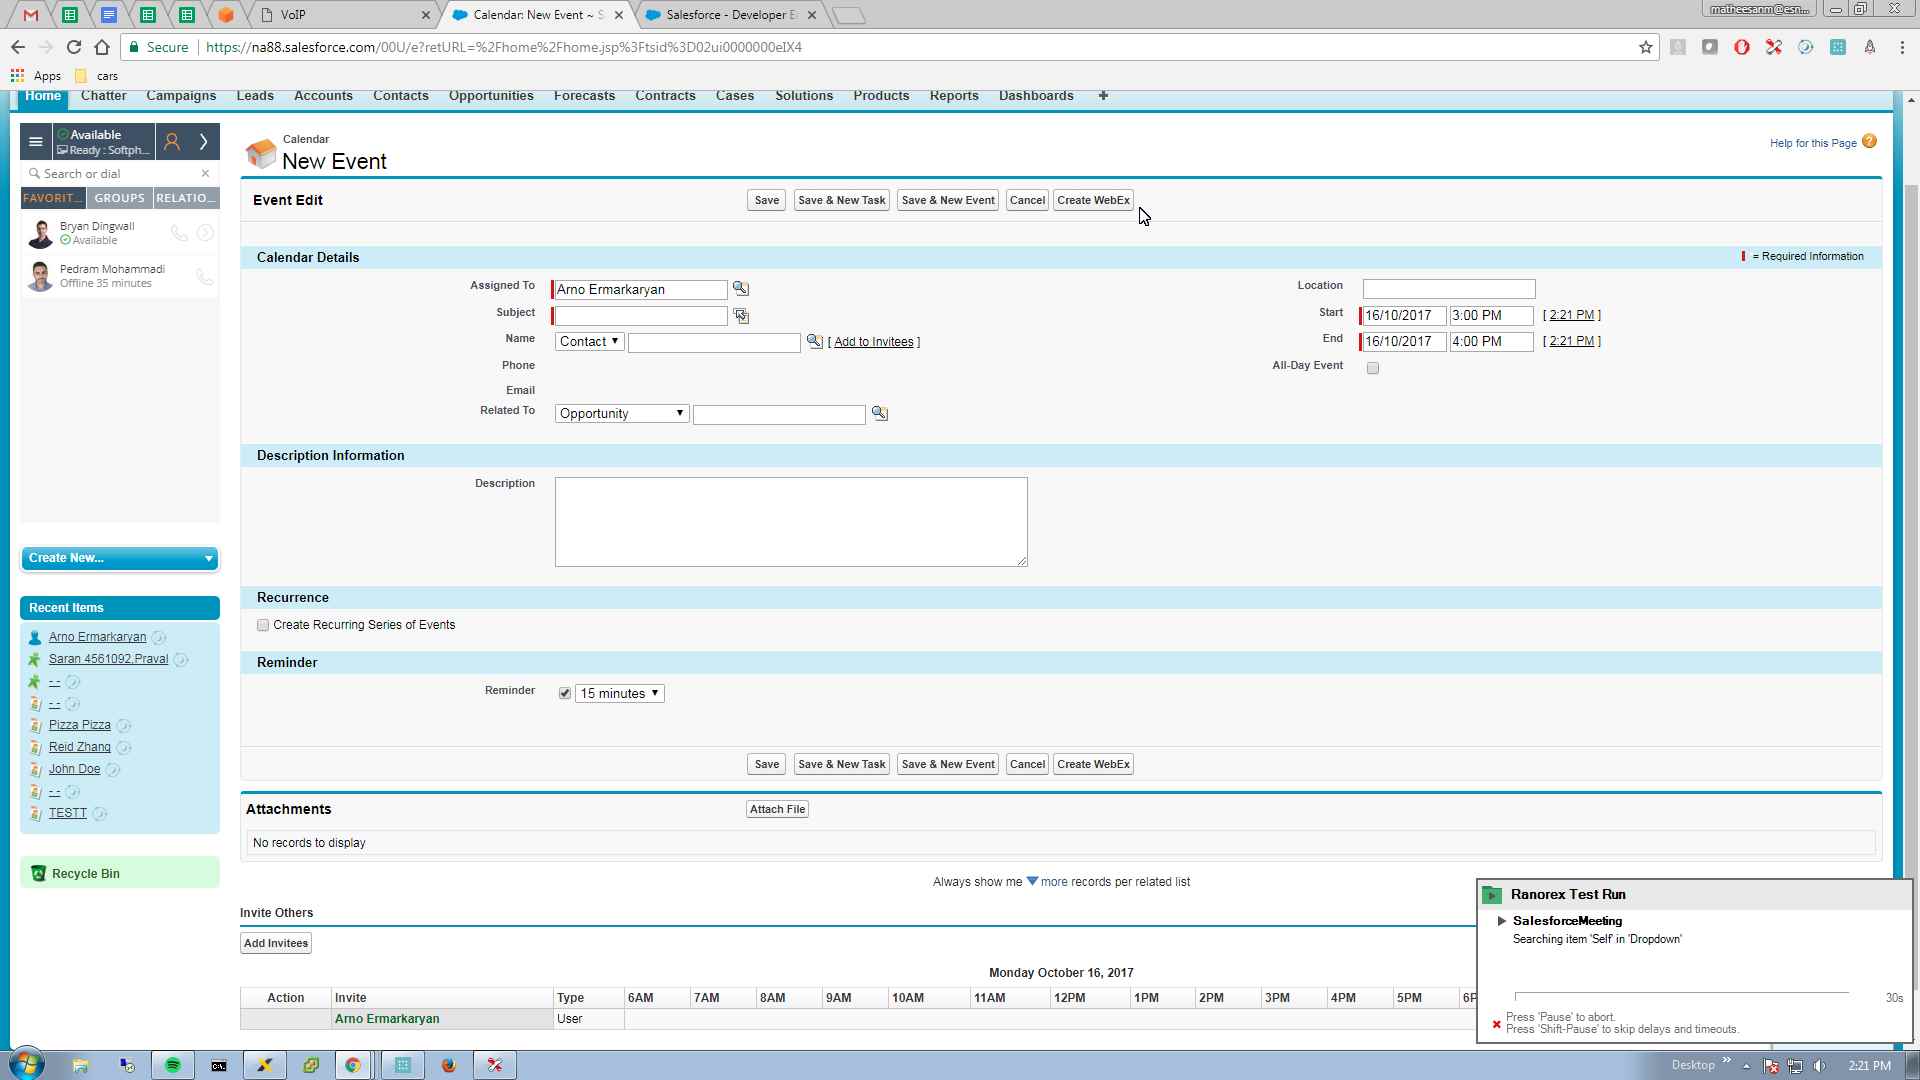 VoIP
Calendar: New Event ~ S
Salesforce - Developer E
Secure
https://na88.salesforce.com/00U/e?retURL=%2Fhome%2Fhome.jsp%3Ftsid%3D02ui0000000eIX4
Apps
cars
Home Chatter Campaigns Leads Accounts Contacts Opportunities Forecasts Contracts Cases Solutions Products Reports Dashboards +
Available
Ready : Softph...
Search or dial
FAVORIT... GROUPS RELATIO...
Bryan Dingwall
Available
Pedram Mohammadi
Offline 35 minutes
Create New...
Recent Items
Arno Ermarkaryan
Saran 4561092.Praval
- -
- -
Pizza Pizza
Reid Zhang
John Doe
- -
TESTT
Recycle Bin
Calendar
New Event
Help for this Page
Event Edit
Save
Save & New Task
Save & New Event
Cancel
Create WebEx
Calendar Details
= Required Information
Assigned To
Arno Ermarkaryan
Location
Subject
Start
16/10/2017 3:00 PM [ 2:21 PM ]
Name
Contact
[ Add to Invitees ]
End
16/10/2017 4:00 PM [ 2:21 PM ]
Phone
All-Day Event
Email
Related To
Opportunity
Description Information
Description
Recurrence
Create Recurring Series of Events
Reminder
Reminder
15 minutes
Save
Save & New Task
Save & New Event
Cancel
Create WebEx
Attachments
Attach File
No records to display
Always show me more records per related list
Invite Others
Add Invitees
Monday October 16, 2017
Action Invite Type 6AM 7AM 8AM 9AM 10AM 11AM 12PM 1PM 2PM 3PM 4PM 5PM 6P
Arno Ermarkaryan User
Ranorex Test Run
SalesforceMeeting
Searching item 'Self' in 'Dropdown'
30s
Press 'Pause' to abort.
Press 'Shift-Pause' to skip delays and timeouts.
Desktop
2:21 PM